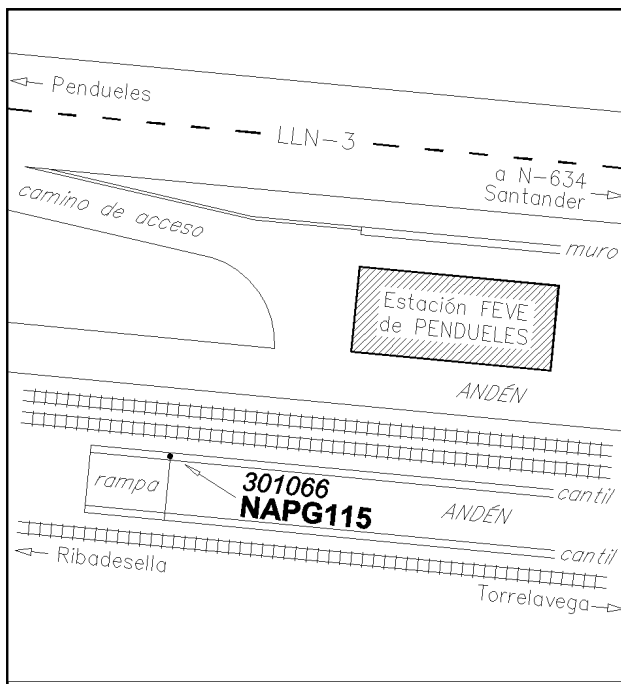 Pendueles
LLN-3
a N-634
Santander
camino de acceso
muro
Estación FEVE
de PENDUELES
ANDÉN
rampa
301066
NAPG115
ANDÉN
cantil
cantil
Ribadesella
Torrelavega